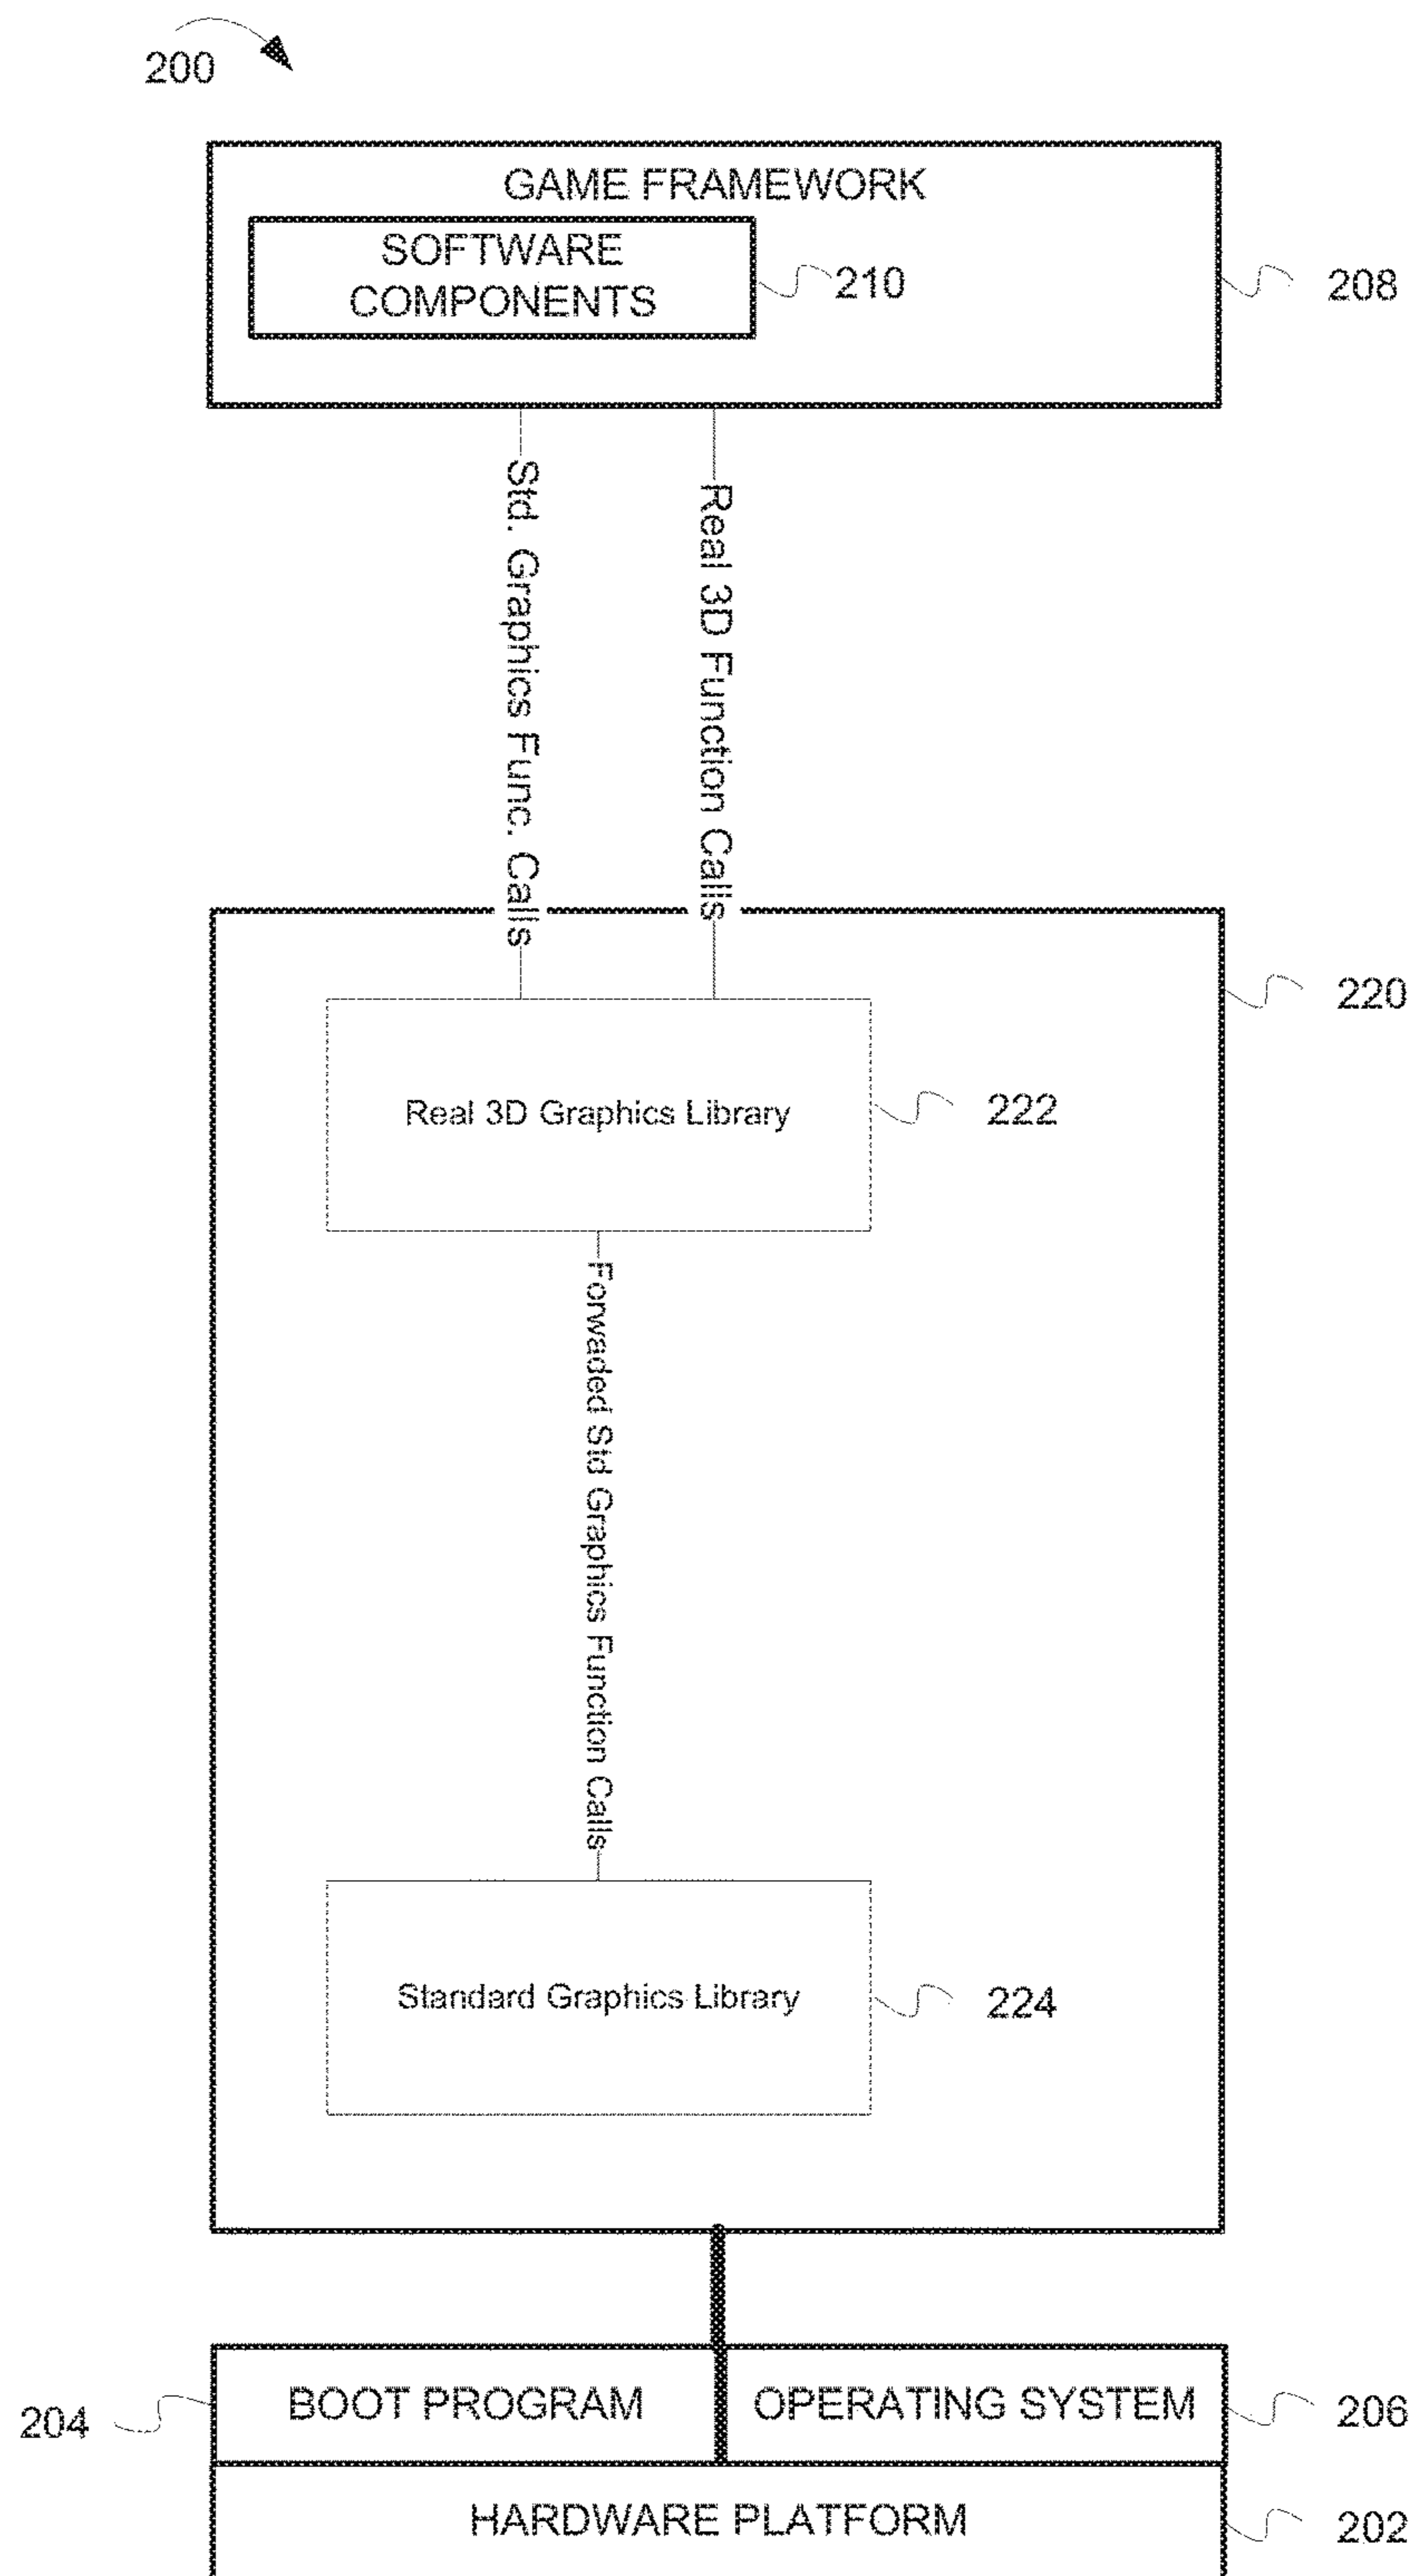 200
GAME FRAMEWORK
SOFTWARE
COMPONENTS
210
208
Std. Graphics Func. Calls
Real 3D Function Calls
220
Real 3D Graphics Library
222
Forwaded Std Graphics Function Calls
Standard Graphics Library
224
204
BOOT PROGRAM
OPERATING SYSTEM
206
HARDWARE PLATFORM
202